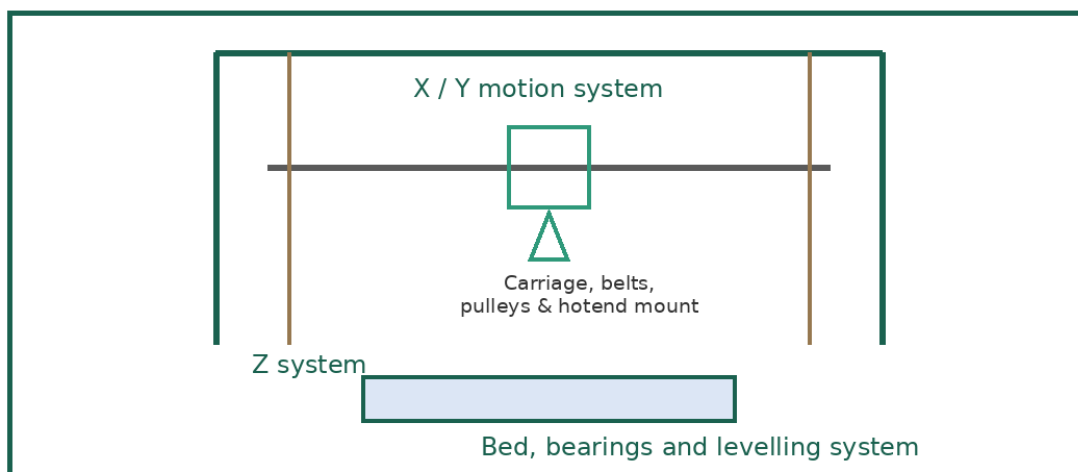 X / Y motion system
Carriage, belts,
pulleys & hotend mount
Z system
Bed, bearings and levelling system